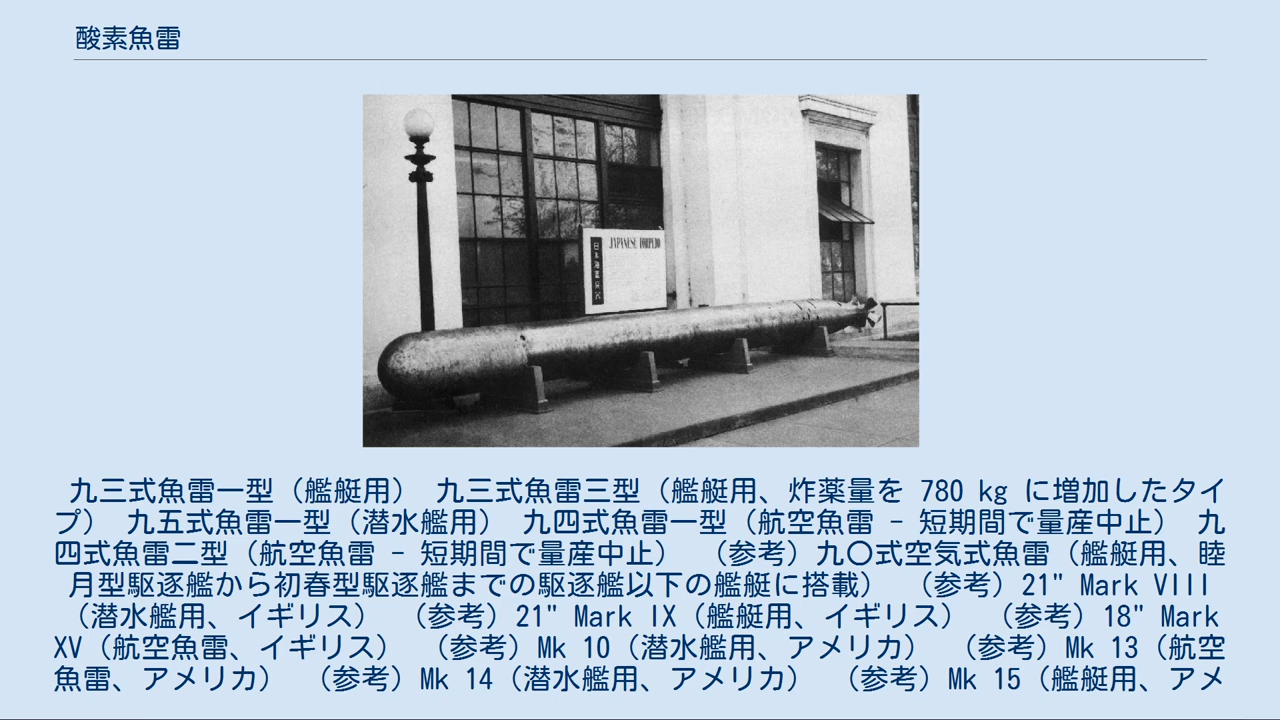 酸素魚雷
JAPANESE TORPEDO
九三式魚雷一型（艦艇用） 九三式魚雷三型（艦艇用、炸薬量を 780 kg に増加したタイ
プ） 九五式魚雷一型（潜水艦用） 九四式魚雷一型（航空魚雷 - 短期間で量産中止） 九
四式魚雷二型（航空魚雷 - 短期間で量産中止） （参考）九〇式空気式魚雷（艦艇用、睦
月型駆逐艦から初春型駆逐艦までの駆逐艦以下の艦艇に搭載） （参考）21" Mark VIII
（潜水艦用、イギリス） （参考）21" Mark IX（艦艇用、イギリス） （参考）18" Mark
XV（航空魚雷、イギリス） （参考）Mk 10（潜水艦用、アメリカ） （参考）Mk 13（航空
魚雷、アメリカ） （参考）Mk 14（潜水艦用、アメリカ） （参考）Mk 15（艦艇用、アメ